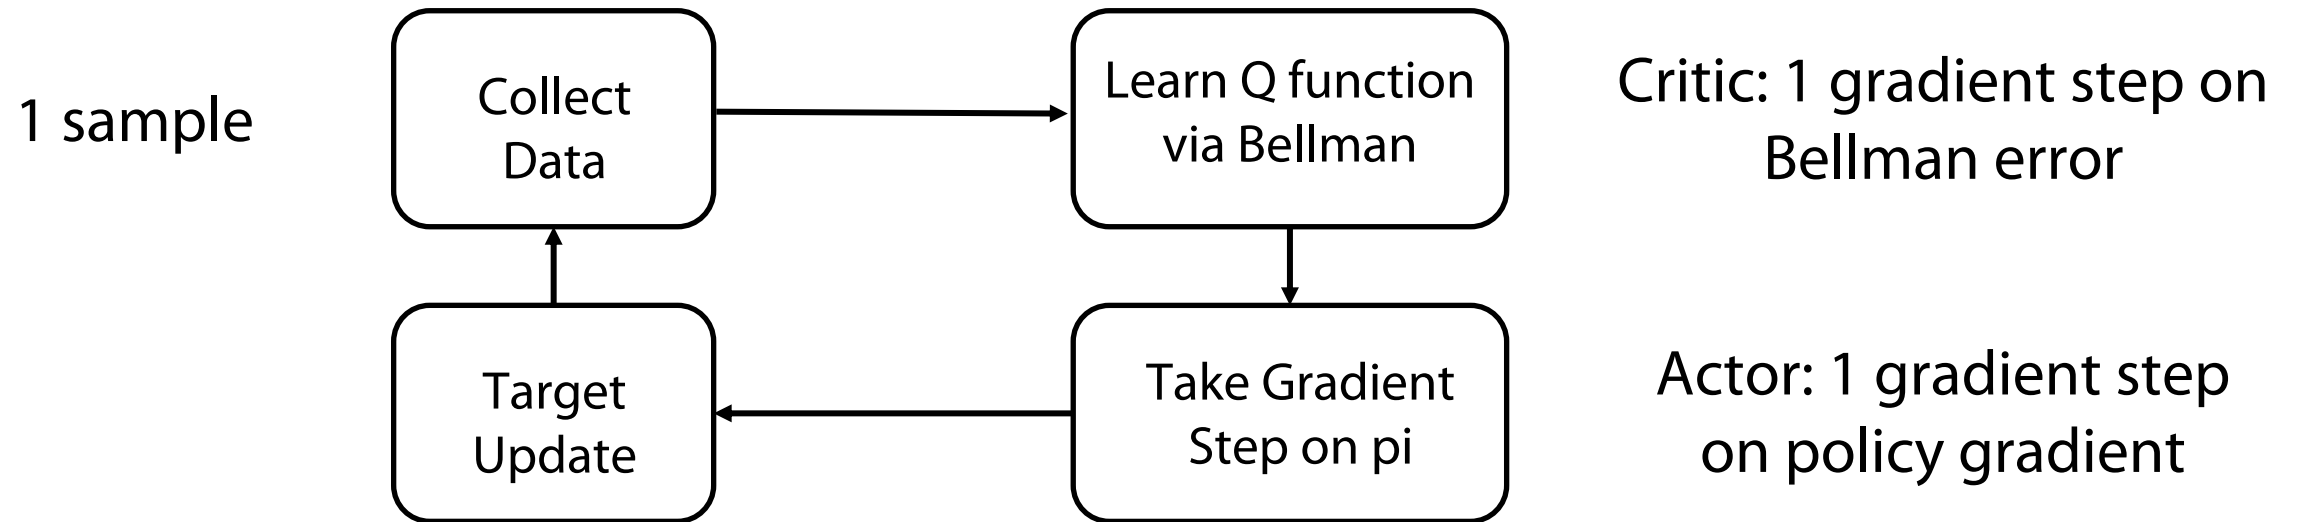 1 sample
Collect
Data
Learn Q function
via Bellman
Critic: 1 gradient step on
Bellman error
Target
Update
Take Gradient
Step on pi
Actor: 1 gradient step
on policy gradient